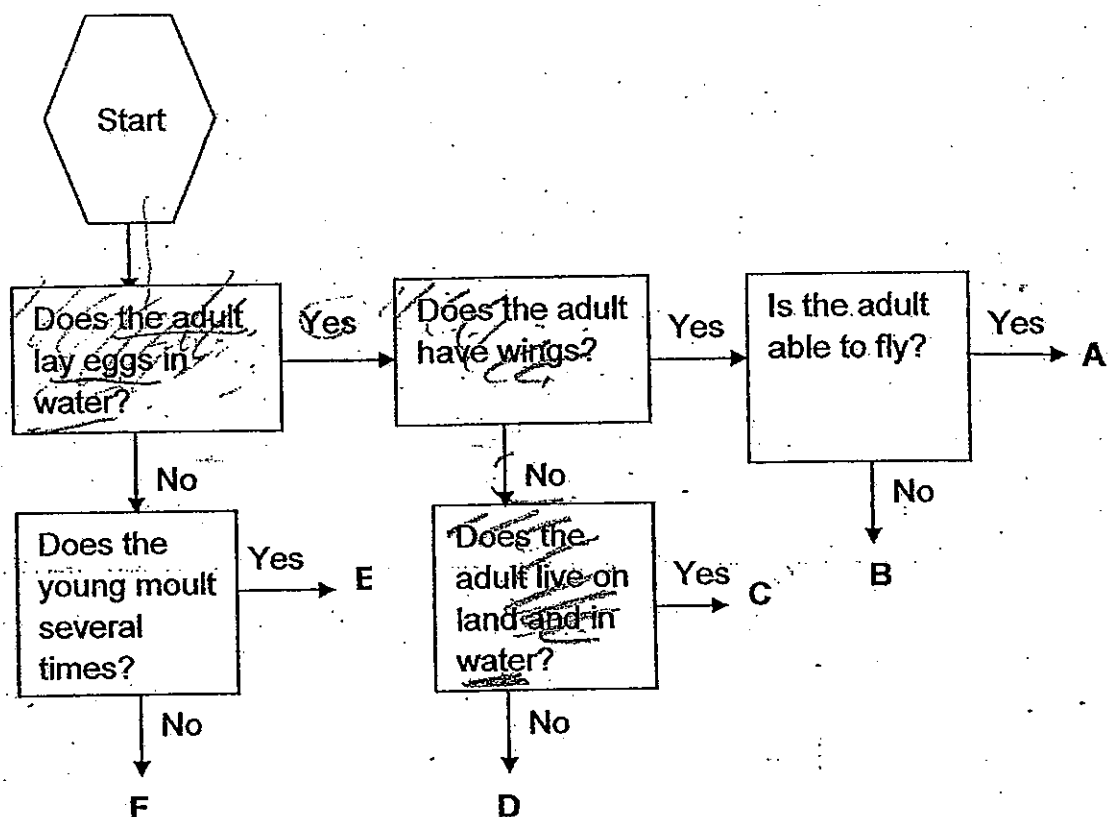 Start
Does the adult
lay eggs in
water?
Yes
Does the adult
have wings?
Yes
Is the adult
able to fly?
Yes
A
No
No
No
B
Does the
young moult
several
times?
Yes
E
Does the
adult live on
land and in
water?
Yes
C
No
F
No
D